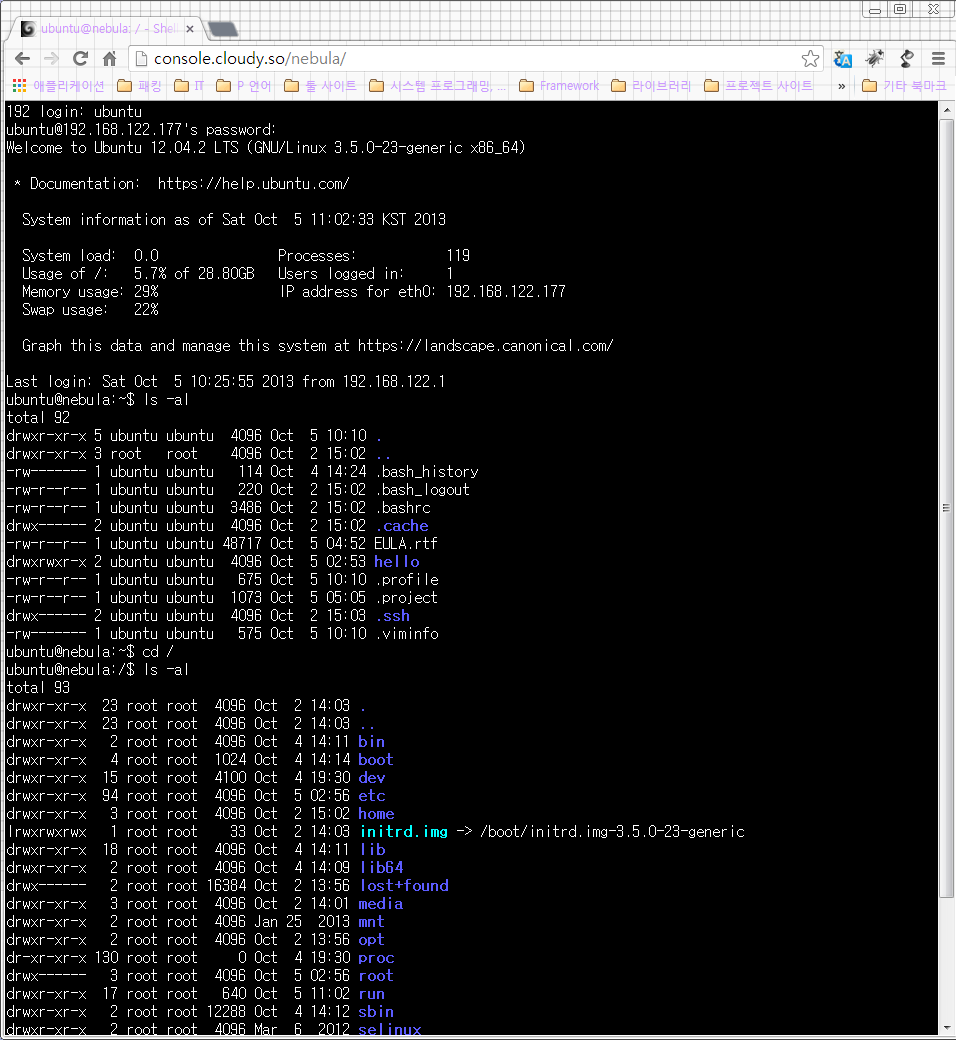 ubuntu@nebula: / - Shell
console.cloudy.so/nebula/
애플리케이션 패킹 IT P 언어 툴 사이트 시스템 프로그래밍, ... Framework 라이브러리 프로젝트 사이트 » 기타 북마크
192 login: ubuntu
ubuntu@192.168.122.177's password:
Welcome to Ubuntu 12.04.2 LTS (GNU/Linux 3.5.0-23-generic x86_64)
* Documentation:  https://help.ubuntu.com/
System information as of Sat Oct  5 11:02:33 KST 2013
System load:  0.0               Processes:           119
Usage of /:   5.7% of 28.80GB   Users logged in:     1
Memory usage: 29%               IP address for eth0: 192.168.122.177
Swap usage:   22%
Graph this data and manage this system at https://landscape.canonical.com/
Last login: Sat Oct  5 10:25:55 2013 from 192.168.122.1
ubuntu@nebula:~$ ls -al
total 92
drwxr-xr-x 5 ubuntu ubuntu  4096 Oct  5 10:10 .
drwxr-xr-x 3 root   root    4096 Oct  2 15:02 ..
-rw------- 1 ubuntu ubuntu   114 Oct  4 14:24 .bash_history
-rw-r--r-- 1 ubuntu ubuntu   220 Oct  2 15:02 .bash_logout
-rw-r--r-- 1 ubuntu ubuntu  3486 Oct  2 15:02 .bashrc
drwx------ 2 ubuntu ubuntu  4096 Oct  2 15:02 .cache
-rw-r--r-- 1 ubuntu ubuntu 48717 Oct  5 04:52 EULA.rtf
drwxrwxr-x 2 ubuntu ubuntu  4096 Oct  5 02:53 hello
-rw-r--r-- 1 ubuntu ubuntu   675 Oct  5 10:10 .profile
-rw-r--r-- 1 ubuntu ubuntu  1073 Oct  5 05:05 .project
drwx------ 2 ubuntu ubuntu  4096 Oct  2 15:03 .ssh
-rw------- 1 ubuntu ubuntu   575 Oct  5 10:10 .viminfo
ubuntu@nebula:~$ cd /
ubuntu@nebula:/$ ls -al
total 93
drwxr-xr-x  23 root root  4096 Oct  2 14:03 .
drwxr-xr-x  23 root root  4096 Oct  2 14:03 ..
drwxr-xr-x   2 root root  4096 Oct  4 14:11 bin
drwxr-xr-x   4 root root  1024 Oct  4 14:14 boot
drwxr-xr-x  15 root root  4100 Oct  4 19:30 dev
drwxr-xr-x  94 root root  4096 Oct  5 02:56 etc
drwxr-xr-x   3 root root  4096 Oct  2 15:02 home
lrwxrwxrwx   1 root root    33 Oct  2 14:03 initrd.img -> /boot/initrd.img-3.5.0-23-generic
drwxr-xr-x  18 root root  4096 Oct  4 14:11 lib
drwxr-xr-x   2 root root  4096 Oct  4 14:09 lib64
drwx------   2 root root 16384 Oct  2 13:56 lost+found
drwxr-xr-x   3 root root  4096 Oct  2 14:01 media
drwxr-xr-x   2 root root  4096 Jan 25  2013 mnt
drwxr-xr-x   2 root root  4096 Oct  2 13:56 opt
dr-xr-xr-x 130 root root     0 Oct  4 19:30 proc
drwx------   3 root root  4096 Oct  5 02:56 root
drwxr-xr-x  17 root root   640 Oct  5 11:02 run
drwxr-xr-x   2 root root 12288 Oct  4 14:12 sbin
drwxr-xr-x   2 root root  4096 Mar  6  2012 selinux